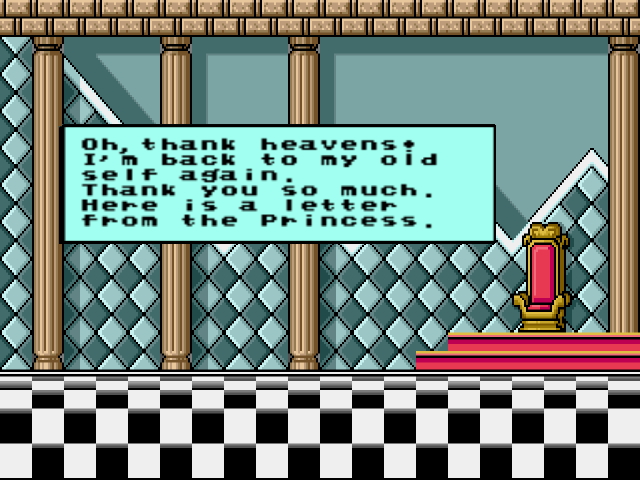 Oh, thank heavens!
I'm back to my old
self again.
Thank you so much.
Here is a letter
from the Princess.